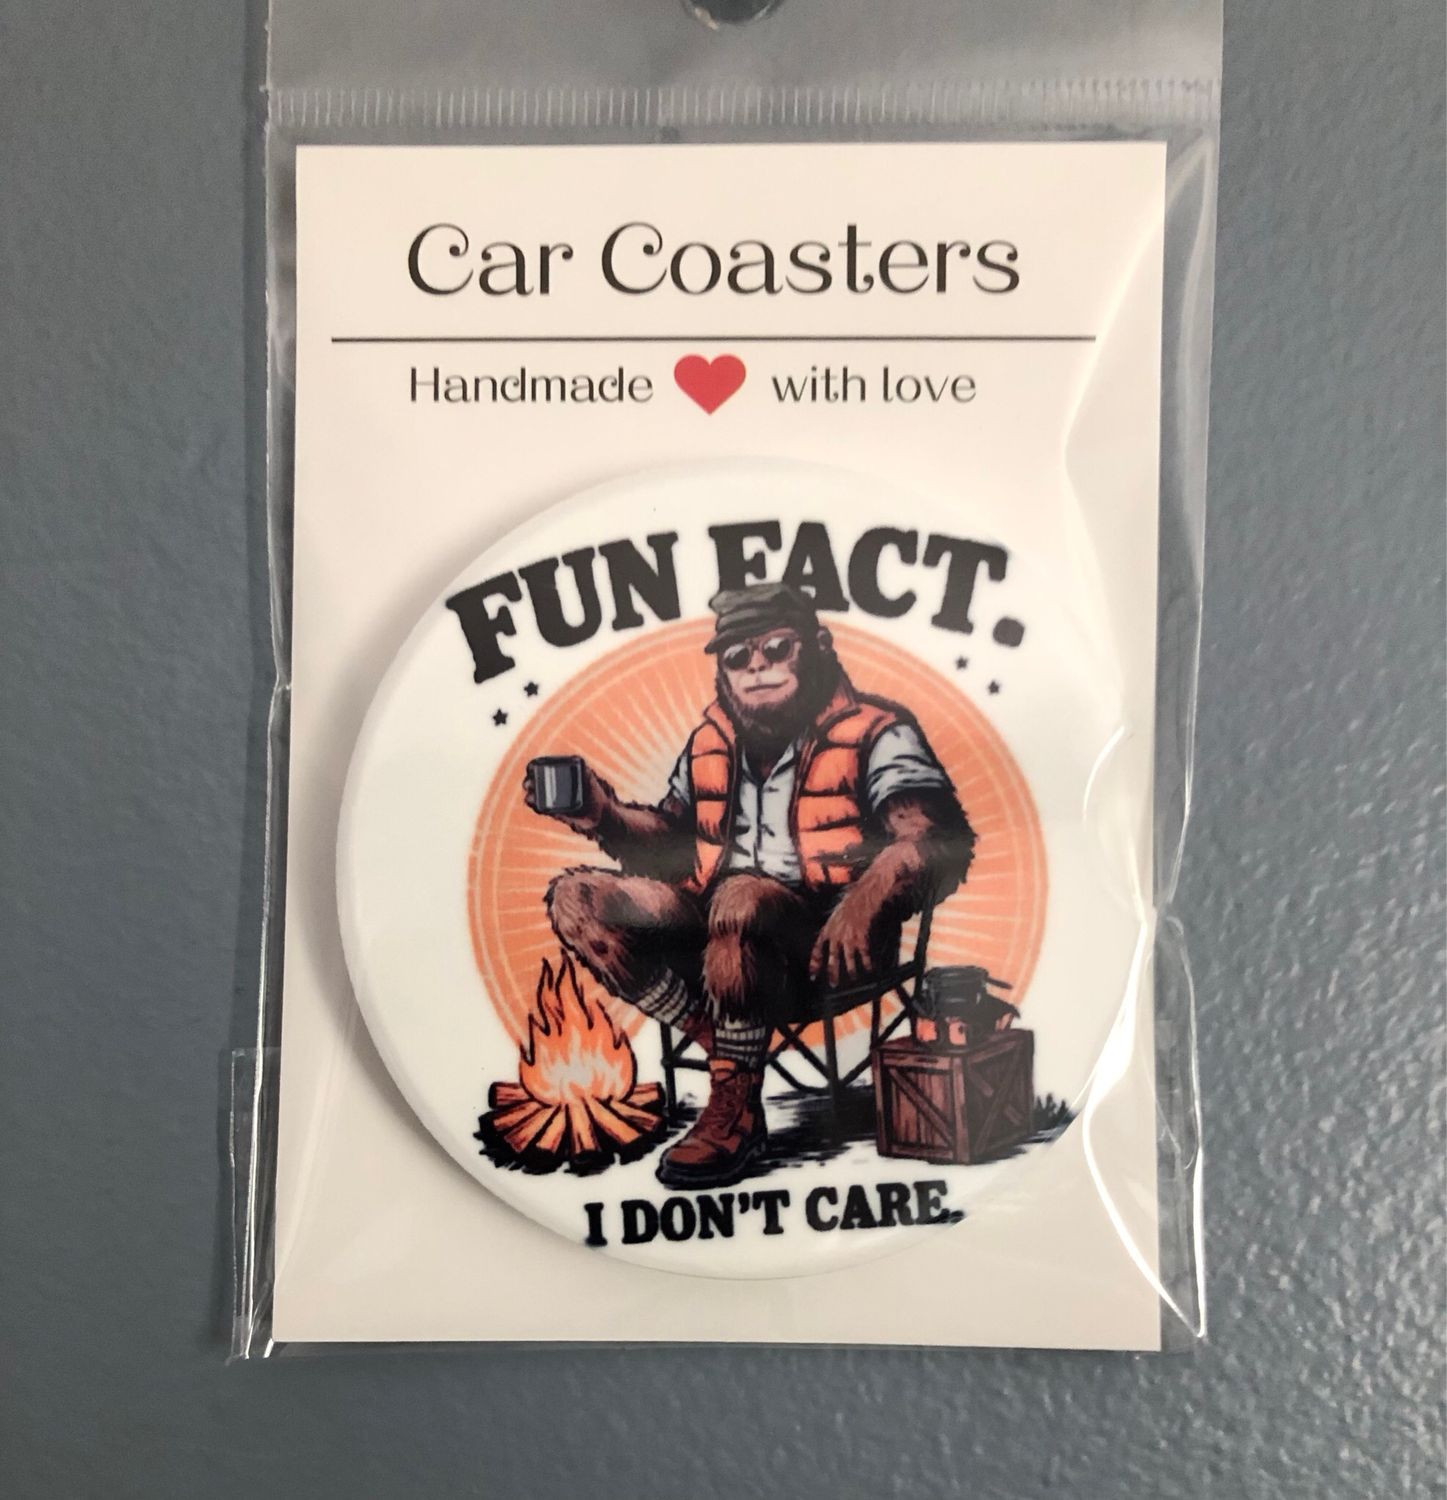 Car Coasters
Handmade with love
FUN FACT.
I DON'T CARE.